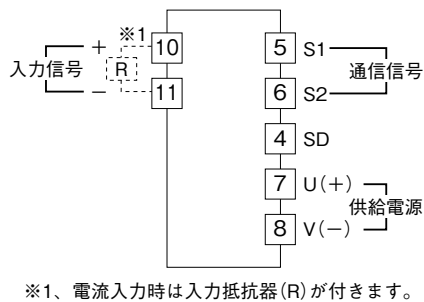 ※1
+ 10
入力信号 R
− 11
5 S1
通信信号
6 S2
4 SD
7 U(+)
供給電源
8 V(−)
※1、電流入力時は入力抵抗器(R)が付きます。